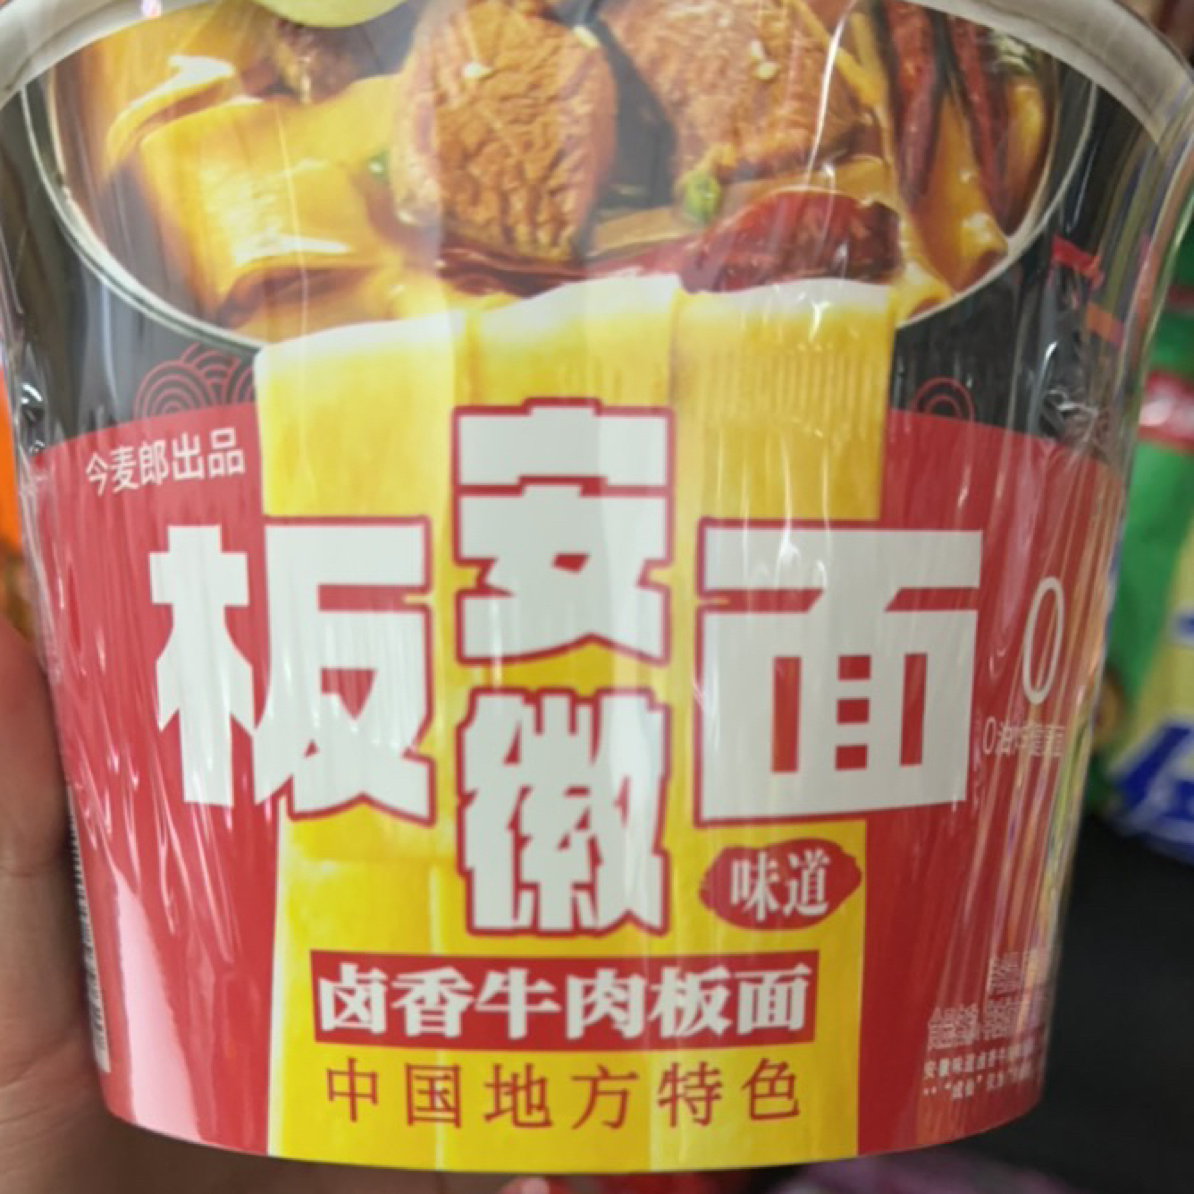 今麦郎出品
板安徽面
味道
0
卤香牛肉板面
中国地方特色